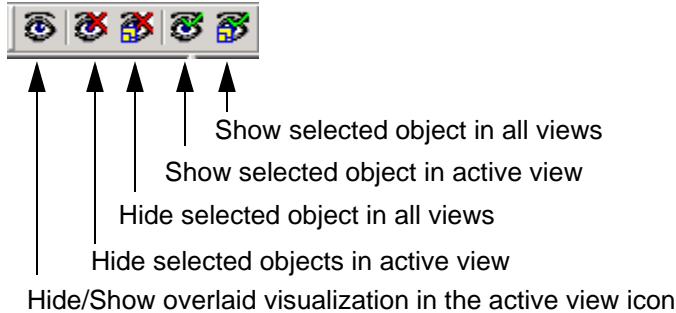 Show selected object in all views
Show selected object in active view
Hide selected object in all views
Hide selected objects in active view
Hide/Show overlaid visualization in the active view icon